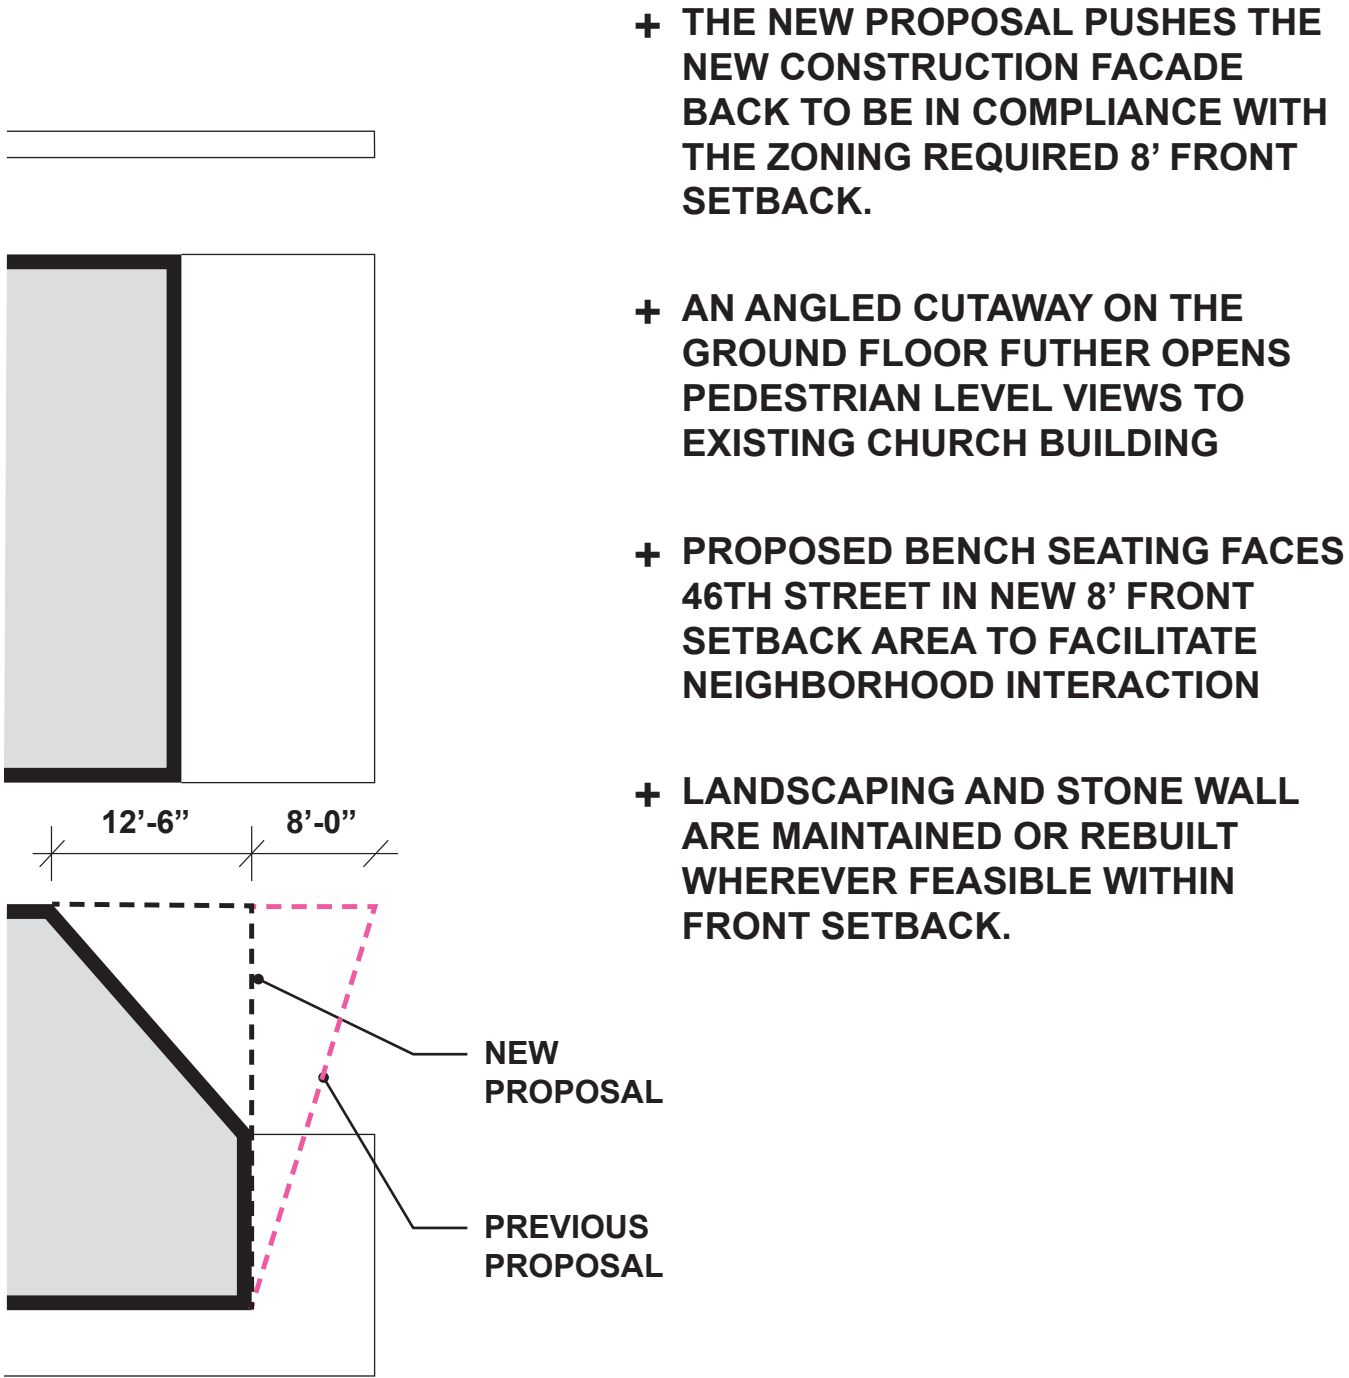 + THE NEW PROPOSAL PUSHES THE
NEW CONSTRUCTION FACADE
BACK TO BE IN COMPLIANCE WITH
THE ZONING REQUIRED 8’ FRONT
SETBACK.
+ AN ANGLED CUTAWAY ON THE
GROUND FLOOR FUTHER OPENS
PEDESTRIAN LEVEL VIEWS TO
EXISTING CHURCH BUILDING
+ PROPOSED BENCH SEATING FACES
46TH STREET IN NEW 8’ FRONT
SETBACK AREA TO FACILITATE
NEIGHBORHOOD INTERACTION
+ LANDSCAPING AND STONE WALL
ARE MAINTAINED OR REBUILT
WHEREVER FEASIBLE WITHIN
FRONT SETBACK.
12’-6”
8’-0”
NEW
PROPOSAL
PREVIOUS
PROPOSAL